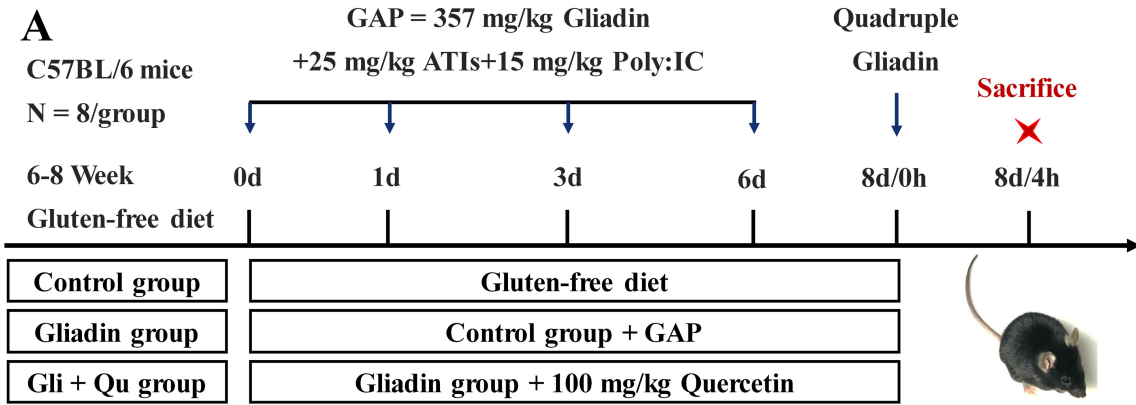 A
GAP = 357 mg/kg Gliadin
+25 mg/kg ATIs+15 mg/kg Poly:IC
Quadruple
Gliadin
C57BL/6 mice
N = 8/group
Sacrifice
6-8 Week
Gluten-free diet
0d
1d
3d
6d
8d/0h
8d/4h
Control group
Gluten-free diet
Gliadin group
Control group + GAP
Gli + Qu group
Gliadin group + 100 mg/kg Quercetin